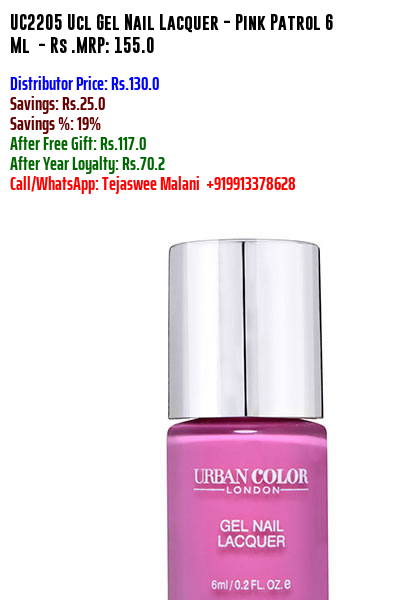 UC2205 Ucl Gel Nail Lacquer - Pink Patrol 6
Ml - Rs .MRP: 155.0
Distributor Price: Rs.130.0
Savings: Rs.25.0
Savings %: 19%
After Free Gift: Rs.117.0
After Year Loyalty: Rs.70.2
Call/WhatsApp: Tejaswee Malani +919913378628
URBAN COLOR
LONDON
GEL NAIL
LACQUER
6ml/0.2 FL. OZ. e